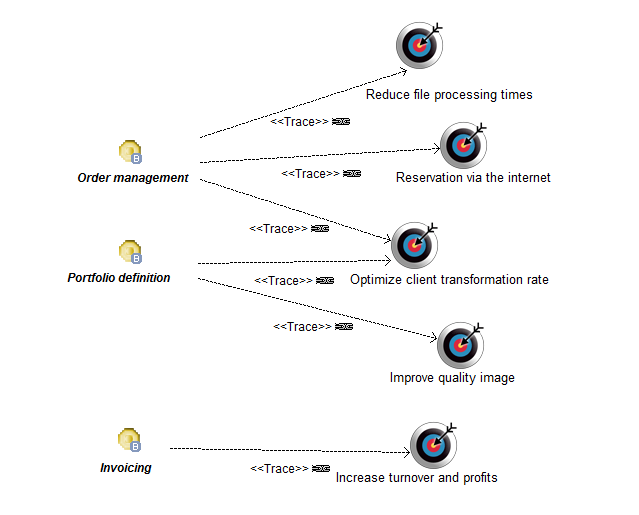 Reduce file processing times
<<Trace>>
Order management
B
<<Trace>>
Reservation via the internet
<<Trace>>
Portfolio definition
B
<<Trace>>
Optimize client transformation rate
<<Trace>>
Improve quality image
Invoicing
B
<<Trace>>
Increase turnover and profits